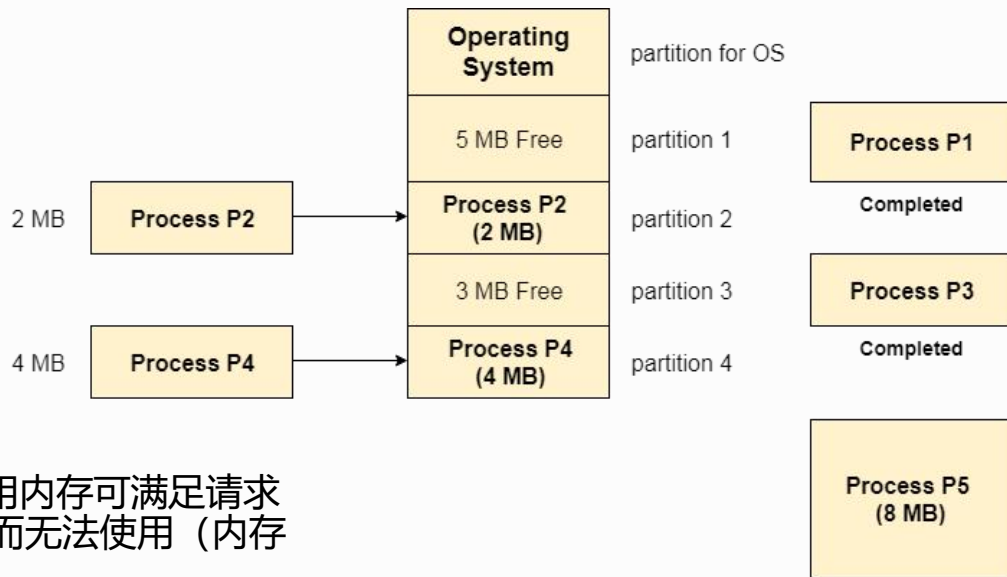 Operating
System
partition for OS
5 MB Free
partition 1
Process P1
Completed
2 MB
Process P2
Process P2
(2 MB)
partition 2
3 MB Free
partition 3
Process P3
Completed
4 MB
Process P4
Process P4
(4 MB)
partition 4
Process P5
(8 MB)
用内存可满足请求
而无法使用（内存